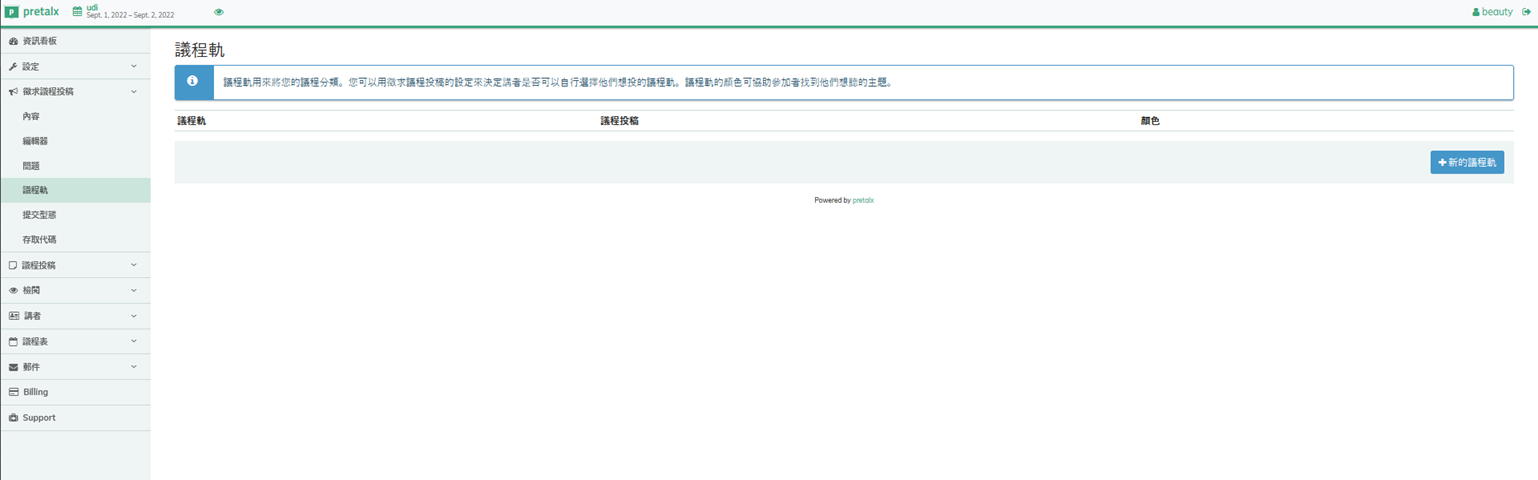 pretalx
udi
Sept. 1, 2022 – Sept. 2, 2022
beauty
資訊看板
設定
徵求議程投稿
內容
編輯器
問題
議程軌
提交型態
存取代碼
議程投稿
檢閱
講者
議程表
郵件
Billing
Support
議程軌
議程軌用來將您的議程分類。您可以用徵求議程投稿的設定來決定講者是否可以自行選擇他們想投的議程軌。議程軌的顏色可協助參加者找到他們想聽的主題。
議程軌 議程投稿 顏色
新的議程軌
Powered by pretalx